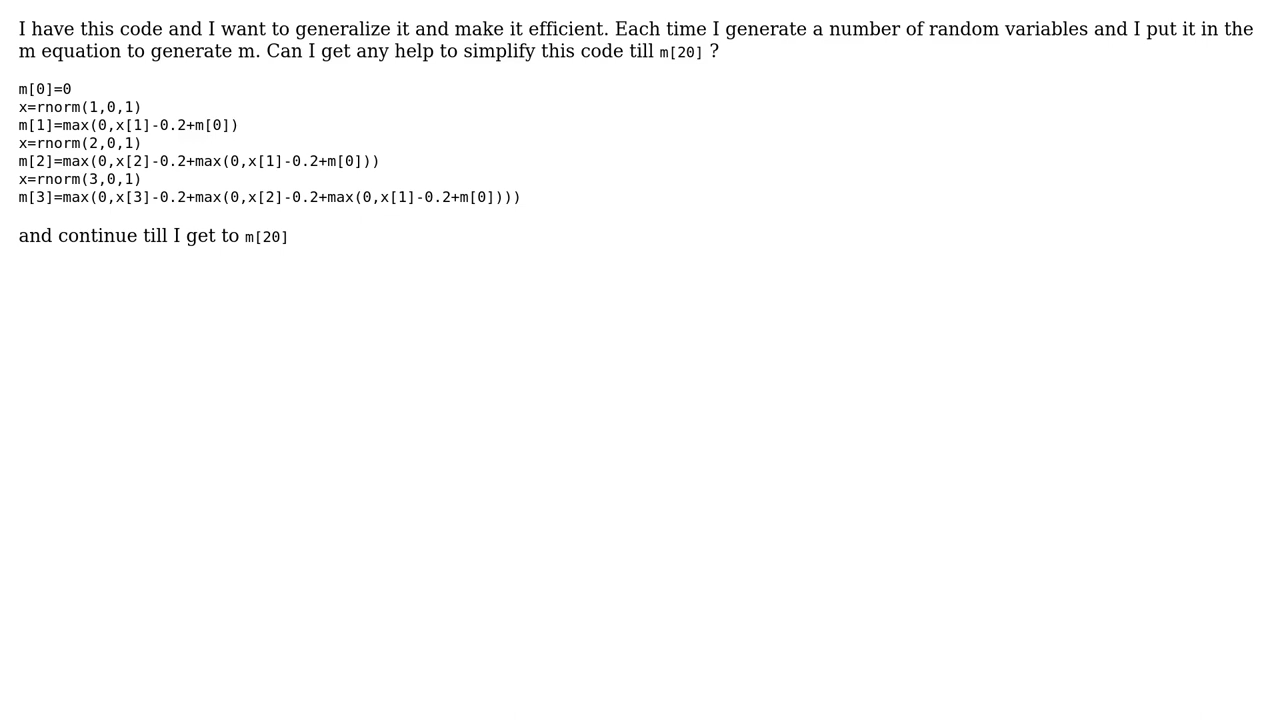 I have this code and I want to generalize it and make it efficient. Each time I generate a number of random variables and I put it in the
m equation to generate m. Can I get any help to simplify this code till m[20] ?
m[0]=0
x=rnorm(1,0,1)
m[1]=max(0,x[1]-0.2+m[0])
x=rnorm(2,0,1)
m[2]=max(0,x[2]-0.2+max(0,x[1]-0.2+m[0]))
x=rnorm(3,0,1)
m[3]=max(0,x[3]-0.2+max(0,x[2]-0.2+max(0,x[1]-0.2+m[0])))
and continue till I get to m[20]